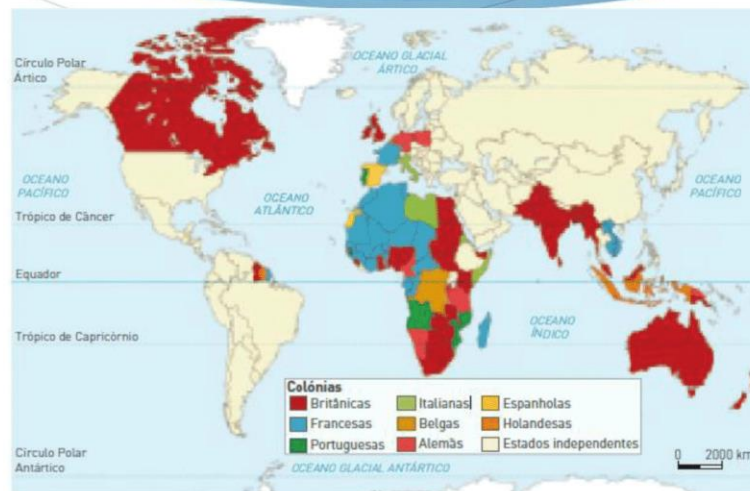 Círculo Polar
Ártico
OCEANO GLACIAL
ÁRTICO
OCEANO
PACÍFICO
OCEANO
ATLÂNTICO
OCEANO
PACÍFICO
Trópico de Câncer
Equador
Trópico de Capricórnio
OCEANO
ÍNDICO
Colónias
Britânicas
Italianas
Espanholas
Francesas
Belgas
Holandesas
Portuguesas
Alemãs
Estados independentes
Círculo Polar
Antártico
OCEANO GLACIAL ANTÁRTICO
0 2000 km